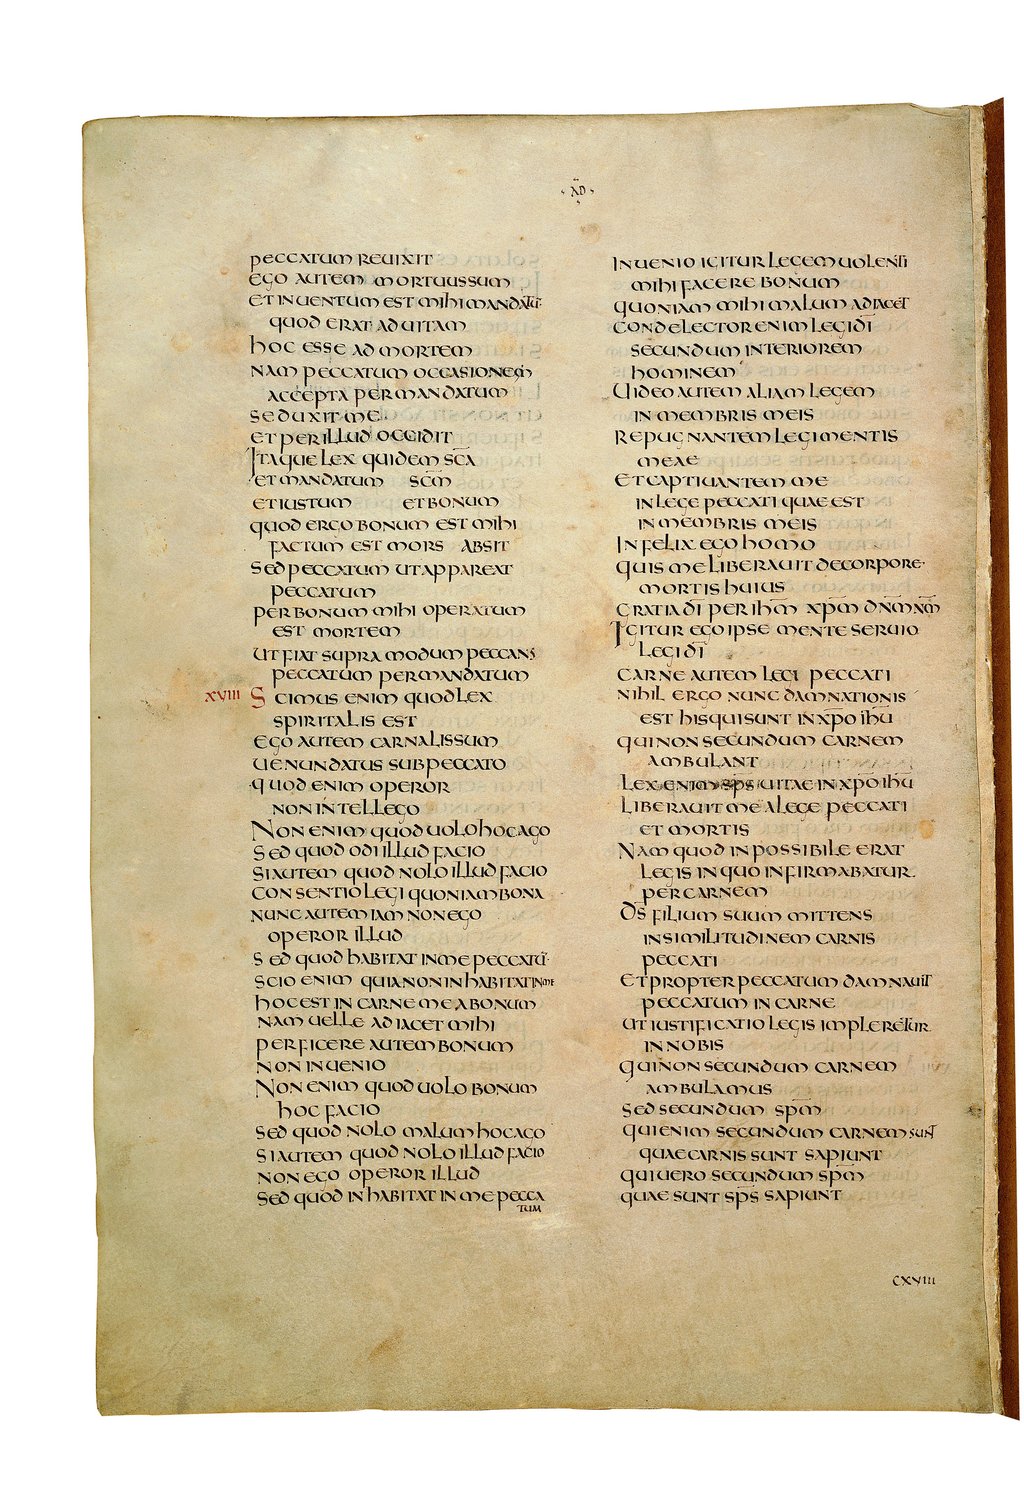 AD
PECCATUM REUIXIT
EGO AUTEM MORTUUS SUM
ET INUENTUM EST MIHI MANDATŪ
QUOD ERAT AD UITAM
HOC ESSE AD MORTEM
NAM PECCATUM OCCASIONEM
ACCEPTA PER MANDATUM
SEDUXIT ME
ET PER ILLUD OCCIDIT
ITAQUE LEX QUIDEM SC̄A
ET MANDATUM SC̄M
ET IUSTUM ET BONUM
QUOD ERGO BONUM EST MIHI
FACTUM EST MORS ABSIT
SED PECCATUM UT APPAREAT
PECCATUM
PER BONUM MIHI OPERATUM
EST MORTEM
UT FIAT SUPRA MODUM PECCANS
PECCATUM PER MANDATUM
XVIII SCIMUS ENIM QUOD LEX
SPIRITALIS EST
EGO AUTEM CARNALIS SUM
UENUNDATUS SUB PECCATO
QUOD ENIM OPEROR
NON INTELLEGO
NON ENIM QUOD UOLO HOC AGO
SED QUOD ODI ILLUD FACIO
SI AUTEM QUOD NOLO ILLUD FACIO
CONSENTIO LEGI QUONIAM BONA
NUNC AUTEM IAM NON EGO
OPEROR ILLUD
SED QUOD HABITAT IN ME PECCATŪ
SCIO ENIM QUIA NON INHABITAT IN ME
HOC EST IN CARNE MEA BONUM
NAM UELLE ADIACET MIHI
PERFICERE AUTEM BONUM
NON INUENIO
NON ENIM QUOD UOLO BONUM
HOC FACIO
SED QUOD NOLO MALUM HOC AGO
SI AUTEM QUOD NOLO ILLUD FACIO
NON EGO OPEROR ILLUD
SED QUOD INHABITAT IN ME PECCA
TUM
INUENIO IGITUR LEGEM UOLENTI
MIHI FACERE BONUM
QUONIAM MIHI MALUM ADIACET
CONDELECTOR ENIM LEGI DĪ
SECUNDUM INTERIOREM
HOMINEM
UIDEO AUTEM ALIAM LEGEM
IN MEMBRIS MEIS
REPUGNANTEM LEGI MENTIS
MEAE
ET CAPTIUANTEM ME
IN LEGE PECCATI QUAE EST
IN MEMBRIS MEIS
INFELIX EGO HOMO
QUIS ME LIBERAUIT DE CORPORE
MORTIS HUIUS
GRATIA DĪ PER IHM̄ XPM̄ DNM̄ NM̄
IGITUR EGO IPSE MENTE SERUIO
LEGI DĪ
CARNE AUTEM LEGI PECCATI
NIHIL ERGO NUNC DAMNATIONIS
EST HIS QUI SUNT IN XPŌ IHŪ
QUI NON SECUNDUM CARNEM
AMBULANT
LEX ENIM SPS̄ UITAE IN XPŌ IHŪ
LIBERAUIT ME A LEGE PECCATI
ET MORTIS
NAM QUOD INPOSSIBILE ERAT
LEGIS IN QUO INFIRMABATUR
PER CARNEM
DS̄ FILIUM SUUM MITTENS
IN SIMILITUDINEM CARNIS
PECCATI
ET PROPTER PECCATUM DAMNAUIT
PECCATUM IN CARNE
UT IUSTIFICATIO LEGIS IMPLERETUR
IN NOBIS
QUI NON SECUNDUM CARNEM
AMBULAMUS
SED SECUNDUM SPM̄
QUI ENIM SECUNDUM CARNEM SUNT
QUAE CARNIS SUNT SAPIUNT
QUI UERO SECUNDUM SPM̄
QUAE SUNT SPS̄ SAPIUNT
CXVIII